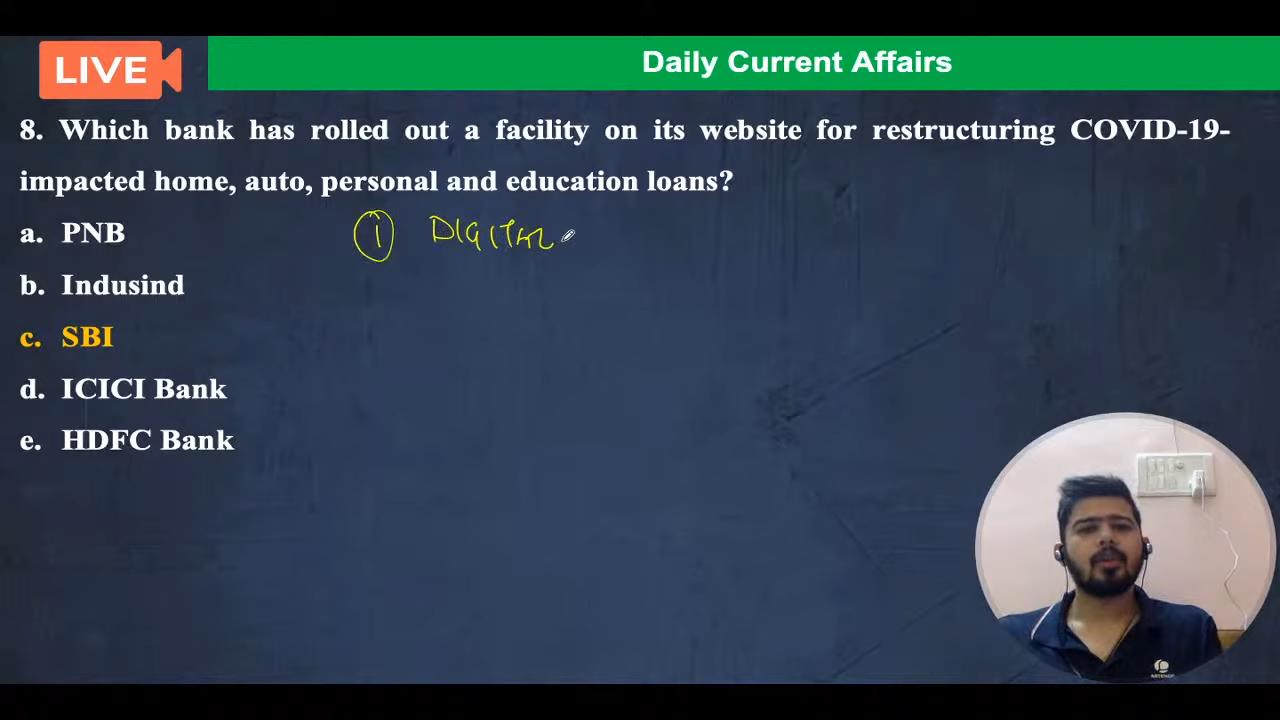 LIVE
Daily Current Affairs
8. Which bank has rolled out a facility on its website for restructuring COVID-19-
impacted home, auto, personal and education loans?
a. PNB
1 DIGITAL
b. Indusind
c. SBI
d. ICICI Bank
e. HDFC Bank